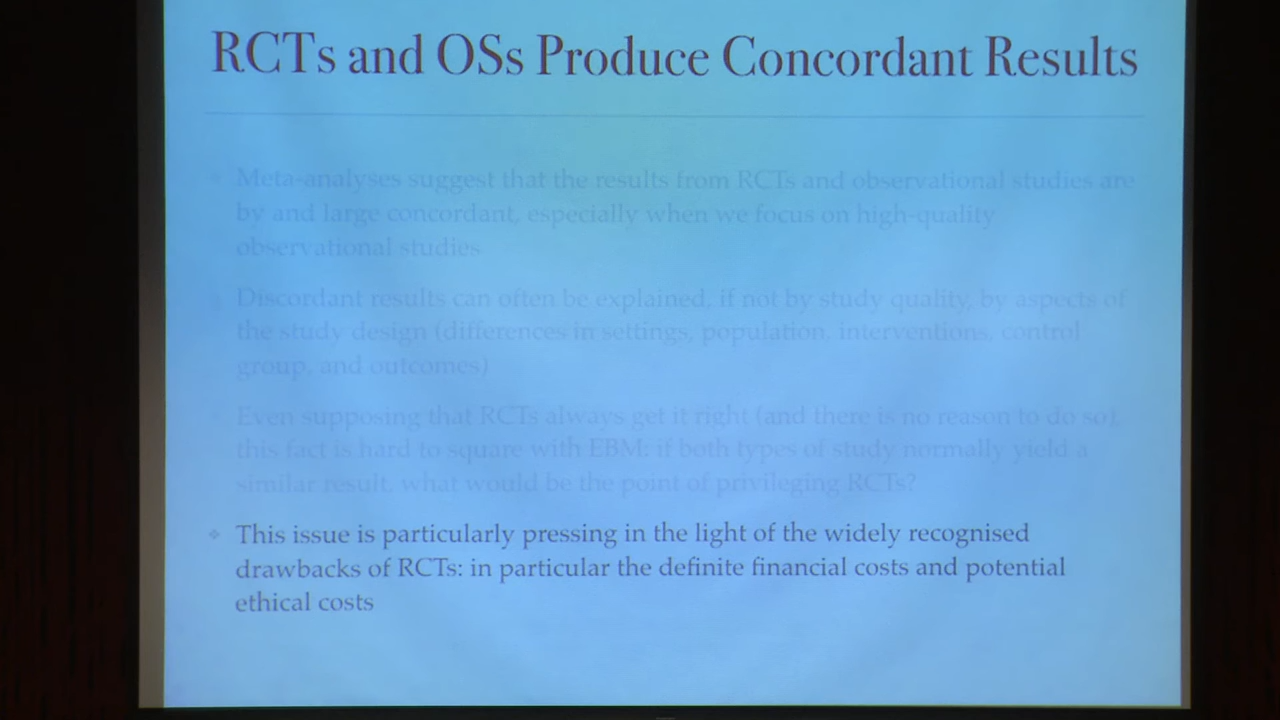 RCTs and OSs Produce Concordant Results
Meta-analyses suggest that the results from RCTs and observational studies are
by and large concordant, especially when we focus on high-quality
observational studies
Discordant results can often be explained, if not by study quality, by aspects of
the study design (differences in settings, population, interventions, control
group, and outcomes)
Even supposing that RCTs always get it right (and there is no reason to do so),
this fact is hard to square with EBM: if both types of study normally yield a
similar result, what would be the point of privileging RCTs?
This issue is particularly pressing in the light of the widely recognised
drawbacks of RCTs: in particular the definite financial costs and potential
ethical costs